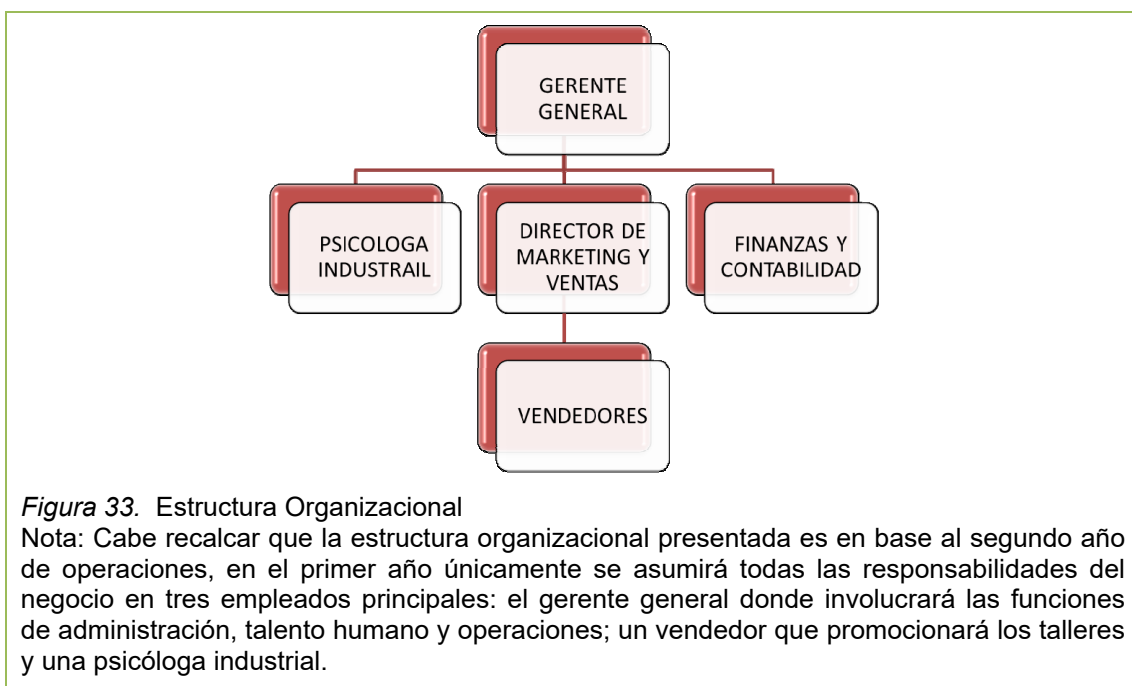 GERENTE
GENERAL
PSICOLOGA
INDUSTRAIL
DIRECTOR DE
MARKETING Y
VENTAS
FINANZAS Y
CONTABILIDAD
VENDEDORES
Figura 33. Estructura Organizacional
Nota: Cabe recalcar que la estructura organizacional presentada es en base al segundo año
de operaciones, en el primer año únicamente se asumirá todas las responsabilidades del
negocio en tres empleados principales: el gerente general donde involucrará las funciones
de administración, talento humano y operaciones; un vendedor que promocionará los talleres
y una psicóloga industrial.